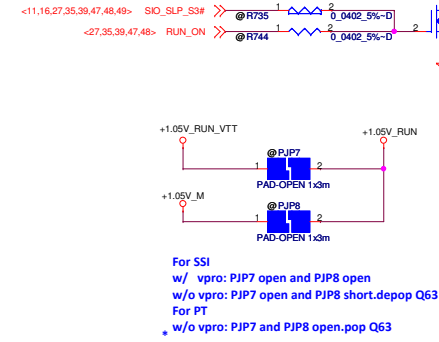 <11,16,27,35,39,47,48,49> SIO_SLP_S3# 1 2
@R735 0_0402_5%~D
<27,35,39,47,48> RUN_ON 1 2 2
@R744 0_0402_5%~D
+1.05V_RUN_VTT +1.05V_RUN
@PJP7
1 2
PAD-OPEN 1x3m
+1.05V_M
@PJP8
1 2
PAD-OPEN 1x3m
For SSI
w/ vpro: PJP7 open and PJP8 open
w/o vpro: PJP7 open and PJP8 short.depop Q63
For PT
* w/o vpro: PJP7 and PJP8 open.pop Q63